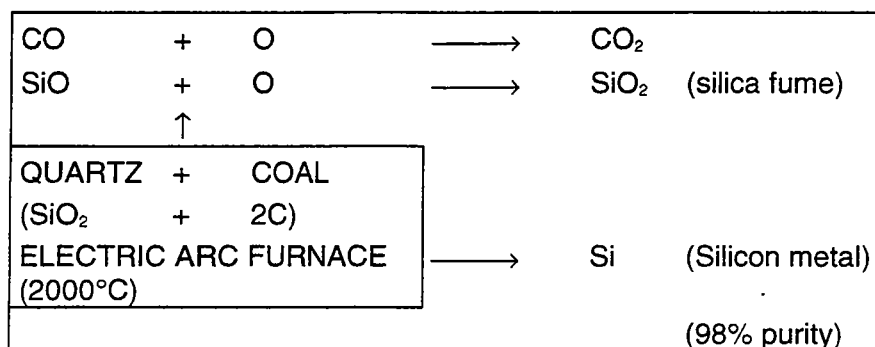 CO + O ⟶ CO₂
SiO + O ⟶ SiO₂ (silica fume)
↑
QUARTZ + COAL
(SiO₂ + 2C)
ELECTRIC ARC FURNACE ⟶ Si (Silicon metal)
(2000°C)
(98% purity)